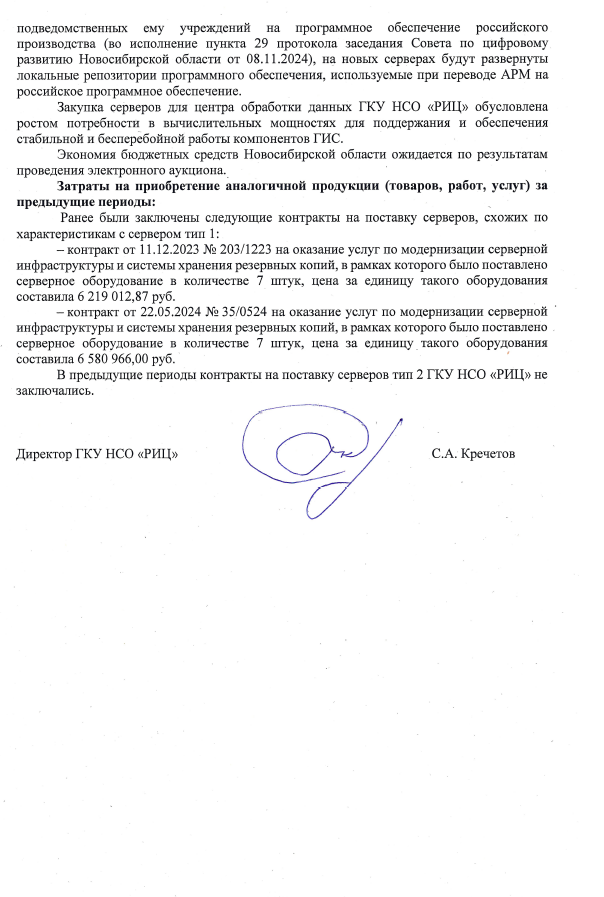 подведомственных ему учреждений на программное обеспечение российского
производства (во исполнение пункта 29 протокола заседания Совета по цифровому
развитию Новосибирской области от 08.11.2024), на новых серверах будут развернуты
локальные репозитории программного обеспечения, используемые при переводе АРМ на
российское программное обеспечение.
Закупка серверов для центра обработки данных ГКУ НСО «РИЦ» обусловлена
ростом потребности в вычислительных мощностях для поддержания и обеспечения
стабильной и бесперебойной работы компонентов ГИС.
Экономия бюджетных средств Новосибирской области ожидается по результатам
проведения электронного аукциона.
Затраты на приобретение аналогичной продукции (товаров, работ, услуг) за
предыдущие периоды:
Ранее были заключены следующие контракты на поставку серверов, схожих по
характеристикам с сервером тип 1:
– контракт от 11.12.2023 № 203/1223 на оказание услуг по модернизации серверной
инфраструктуры и системы хранения резервных копий, в рамках которого было поставлено
серверное оборудование в количестве 7 штук, цена за единицу такого оборудования
составила 6 219 012,87 руб.
– контракт от 22.05.2024 № 35/0524 на оказание услуг по модернизации серверной
инфраструктуры и системы хранения резервных копий, в рамках которого было поставлено
серверное оборудование в количестве 7 штук, цена за единицу такого оборудования
составила 6 580 966,00 руб.
В предыдущие периоды контракты на поставку серверов тип 2 ГКУ НСО «РИЦ» не
заключались.
Директор ГКУ НСО «РИЦ» С.А. Кречетов